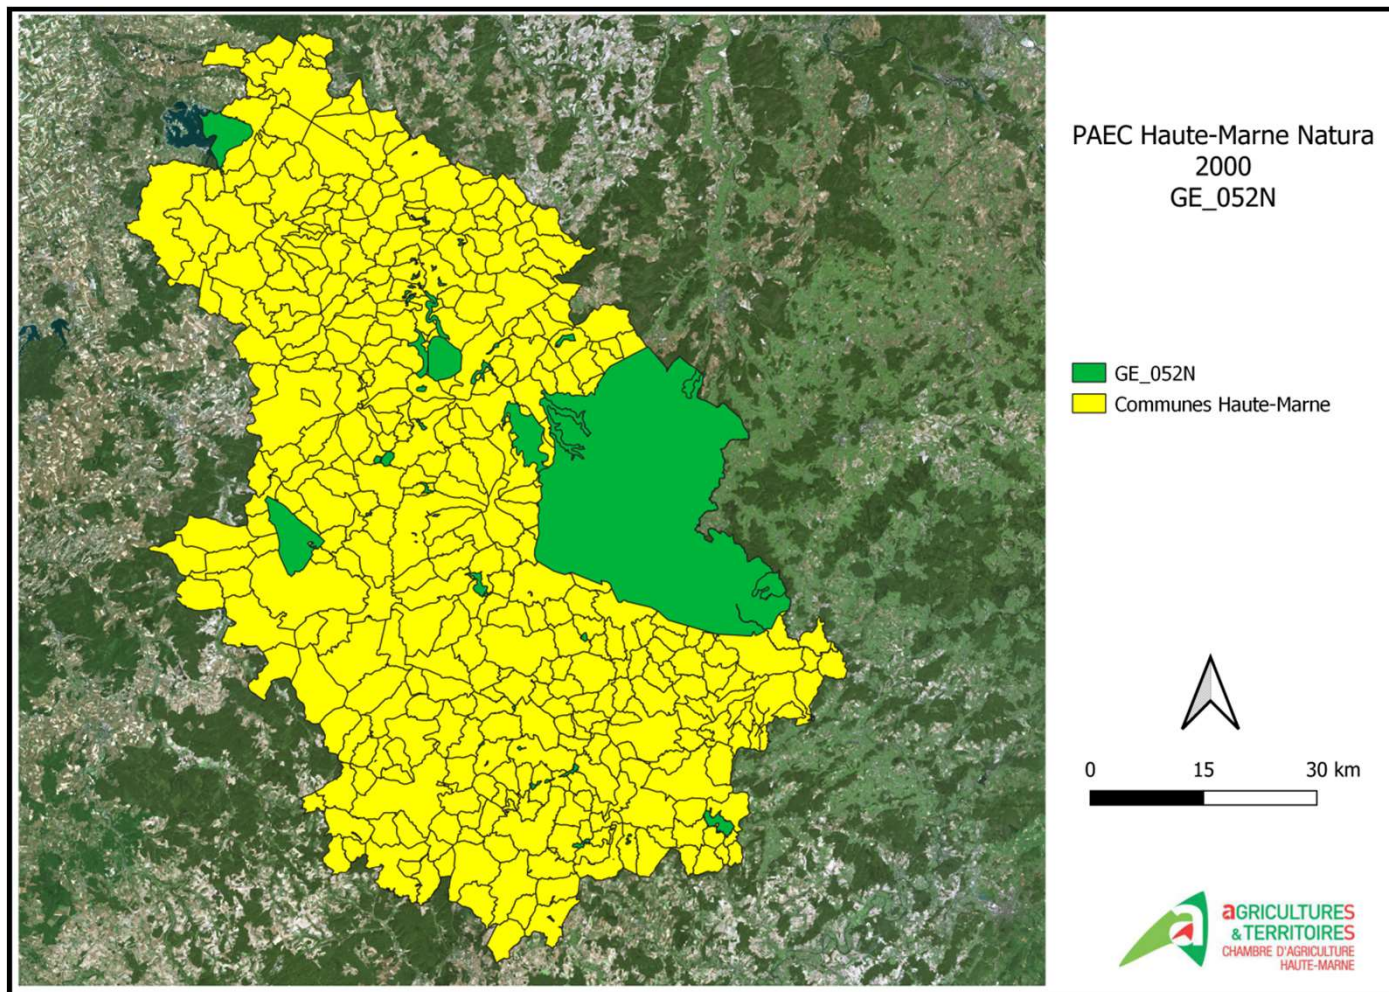 PAEC Haute-Marne Natura
2000
GE_052N
GE_052N
Communes Haute-Marne
0 15 30 km
aGRICULTURES
& TERRITOIRES
CHAMBRE D'AGRICULTURE
HAUTE-MARNE